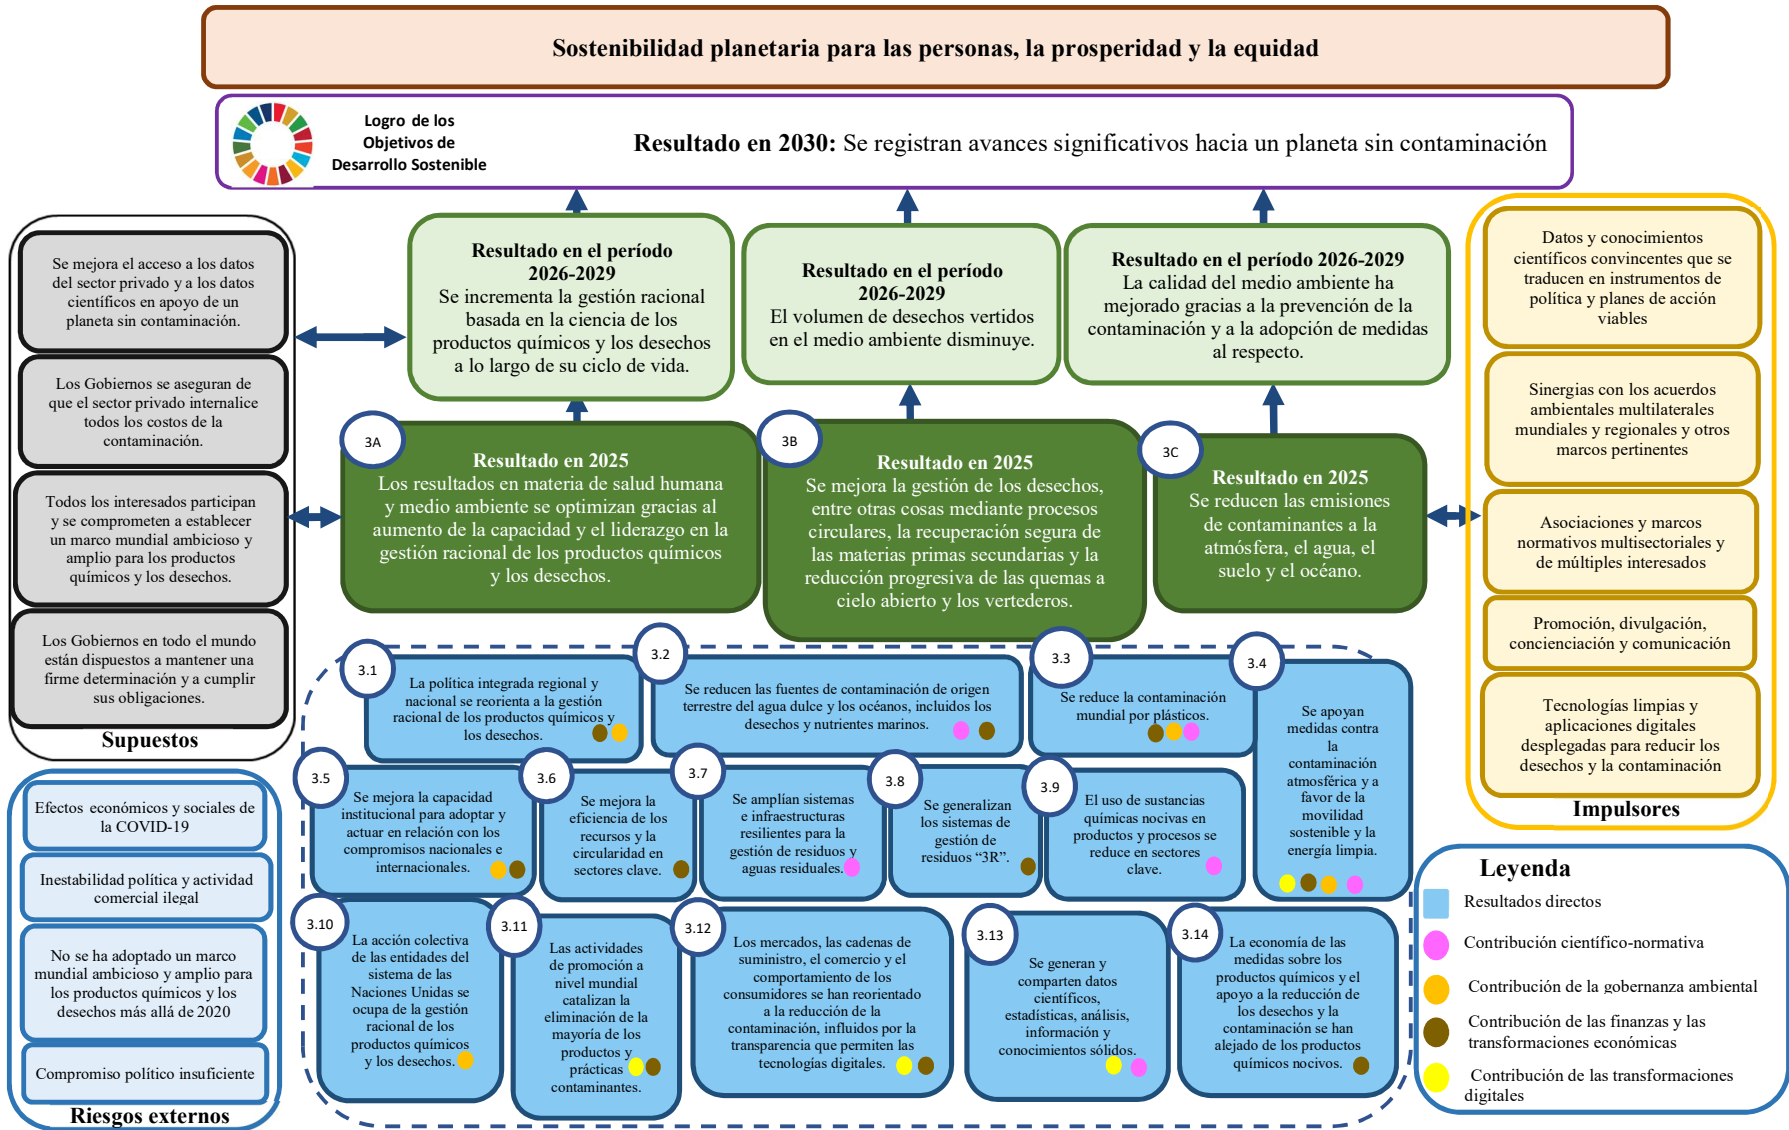 Sostenibilidad planetaria para las personas, la prosperidad y la equidad
Logro de los
Objetivos de
Desarrollo Sostenible
Resultado en 2030: Se registran avances significativos hacia un planeta sin contaminación
Se mejora el acceso a los datos
del sector privado y a los datos
científicos en apoyo de un
planeta sin contaminación.
Los Gobiernos se aseguran de
que el sector privado internalice
todos los costos de la
contaminación.
Todos los interesados participan
y se comprometen a establecer
un marco mundial ambicioso y
amplio para los productos
químicos y los desechos.
Los Gobiernos en todo el mundo
están dispuestos a mantener una
firme determinación y a cumplir
sus obligaciones.
Supuestos
Resultado en el período
2026-2029
Se incrementa la gestión racional
basada en la ciencia de los
productos químicos y los desechos
a lo largo de su ciclo de vida.
Resultado en el período
2026-2029
El volumen de desechos vertidos
en el medio ambiente disminuye.
Resultado en el período 2026-2029
La calidad del medio ambiente ha
mejorado gracias a la prevención de la
contaminación y a la adopción de medidas
al respecto.
Datos y conocimientos
científicos convincentes que se
traducen en instrumentos de
política y planes de acción
viables
Sinergias con los acuerdos
ambientales multilaterales
mundiales y regionales y otros
marcos pertinentes
Asociaciones y marcos
normativos multisectoriales y
de múltiples interesados
Promoción, divulgación,
concienciación y comunicación
Tecnologías limpias y
aplicaciones digitales
desplegadas para reducir los
desechos y la contaminación
Impulsores
3A
Resultado en 2025
Los resultados en materia de salud humana
y medio ambiente se optimizan gracias al
aumento de la capacidad y el liderazgo en la
gestión racional de los productos químicos
y los desechos.
3B
Resultado en 2025
Se mejora la gestión de los desechos,
entre otras cosas mediante procesos
circulares, la recuperación segura de
las materias primas secundarias y la
reducción progresiva de las quemas a
cielo abierto y los vertederos.
3C
Resultado en 2025
Se reducen las emisiones
de contaminantes a la
atmósfera, el agua, el
suelo y el océano.
3.1
La política integrada regional y
nacional se reorienta a la gestión
racional de los productos químicos y
los desechos.
3.2
Se reducen las fuentes de contaminación de origen
terrestre del agua dulce y los océanos, incluidos los
desechos y nutrientes marinos.
3.3
Se reduce la contaminación
mundial por plásticos.
3.4
Se apoyan
medidas contra
la
contaminación
atmosférica y a
favor de la
movilidad
sostenible y la
energía limpia.
3.5
Se mejora la capacidad
institucional para adoptar y
actuar en relación con los
compromisos nacionales e
internacionales.
3.6
Se mejora la
eficiencia de los
recursos y la
circularidad en
sectores clave.
3.7
Se amplían sistemas
e infraestructuras
resilientes para la
gestión de residuos y
aguas residuales.
3.8
Se generalizan
los sistemas de
gestión de
residuos “3R”.
3.9
El uso de sustancias
químicas nocivas en
productos y procesos se
reduce en sectores
clave.
3.10
La acción colectiva
de las entidades del
sistema de las
Naciones Unidas se
ocupa de la gestión
racional de los
productos químicos
y los desechos.
3.11
Las actividades
de promoción a
nivel mundial
catalizan la
eliminación de la
mayoría de los
productos y
prácticas
contaminantes.
3.12
Los mercados, las cadenas de
suministro, el comercio y el
comportamiento de los
consumidores se han reorientado
a la reducción de la
contaminación, influidos por la
transparencia que permiten las
tecnologías digitales.
3.13
Se generan y
comparten datos
científicos,
estadísticas, análisis,
información y
conocimientos sólidos.
3.14
La economía de las
medidas sobre los
productos químicos y el
apoyo a la reducción de
los desechos y la
contaminación se han
alejado de los productos
químicos nocivos.
Efectos económicos y sociales de
la COVID-19
Inestabilidad política y actividad
comercial ilegal
No se ha adoptado un marco
mundial ambicioso y amplio para
los productos químicos y los
desechos más allá de 2020
Compromiso político insuficiente
Riesgos externos
Leyenda
Resultados directos
Contribución científico-normativa
Contribución de la gobernanza ambiental
Contribución de las finanzas y las
transformaciones económicas
Contribución de las transformaciones
digitales